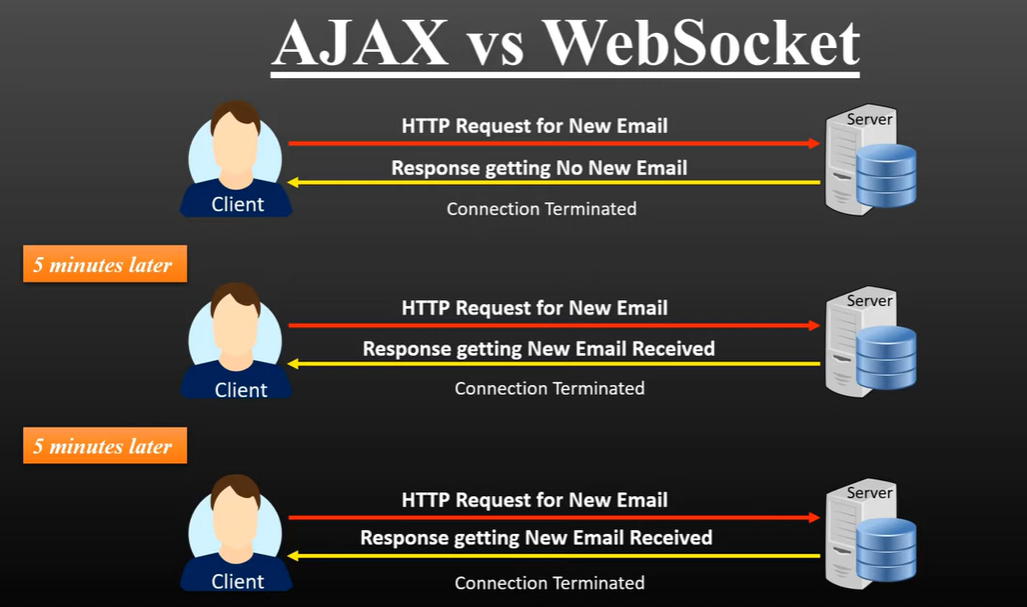 AJAX vs WebSocket
HTTP Request for New Email
Server
Response getting No New Email
Client
Connection Terminated
5 minutes later
HTTP Request for New Email
Server
Response getting New Email Received
Client
Connection Terminated
5 minutes later
HTTP Request for New Email
Server
Response getting New Email Received
Client
Connection Terminated